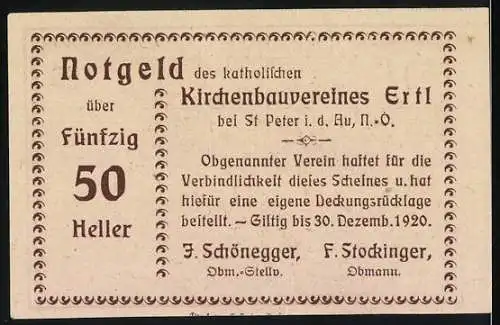 Notgeld des katholischen
Kirchenbauvereines Ertl
bei St Peter i. d. Au, N.-Ö.
über
Fünfzig
50
Heller
Obgenannter Verein haftet für die
Verbindlichkeit dieses Scheines u. hat
hiefür eine eigene Deckungsrücklage
bestellt. — Giltig bis 30. Dezemb. 1920.
J. Schönegger, F. Stockinger,
Obm.-Stellv. Obmann.